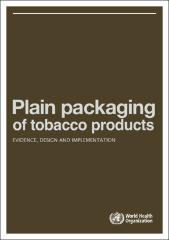 Plain packaging
of tobacco products
EVIDENCE, DESIGN AND IMPLEMENTATION
World Health
Organization